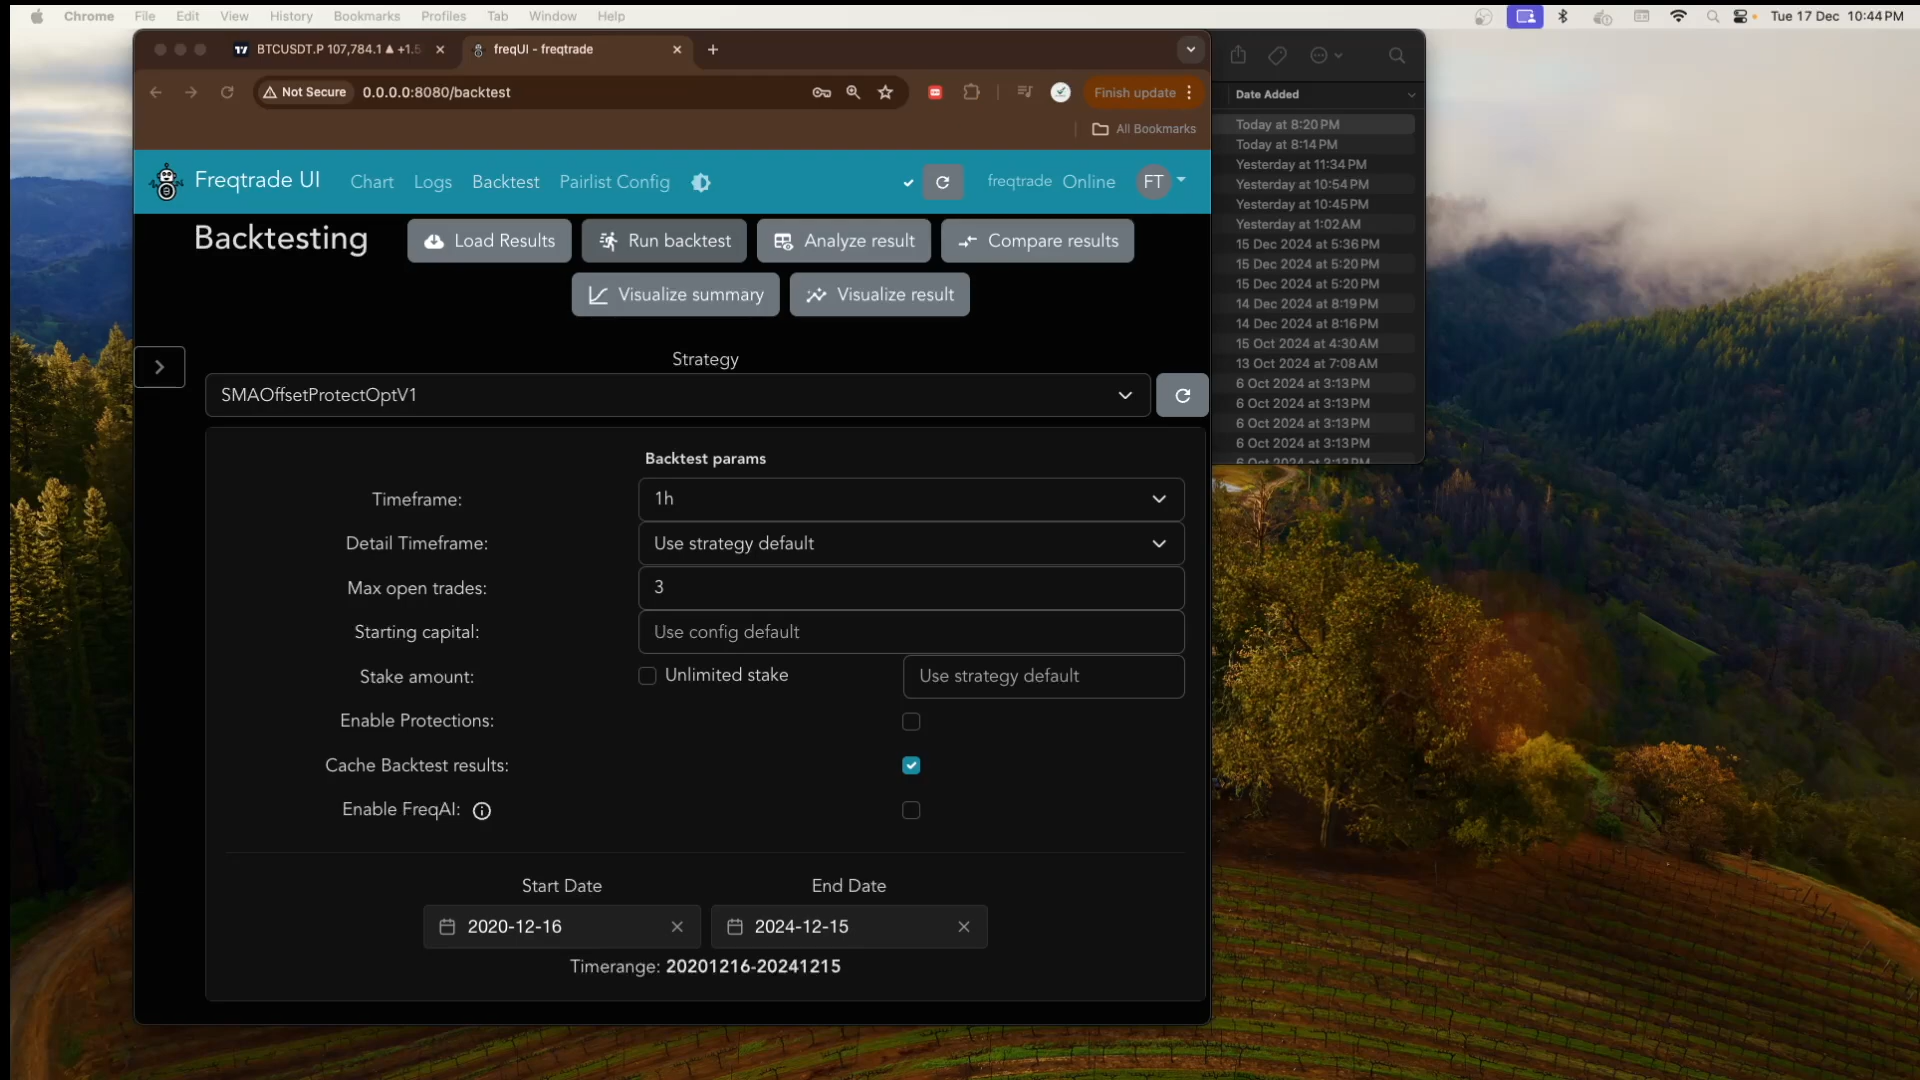 Chrome File Edit View History Bookmarks Profiles Tab Window Help Tue 17 Dec 10:44 PM
BTCUSDT.P 107,784.1 ▲ +1.5 freqUI - freqtrade
Not Secure 0.0.0.0:8080/backtest Finish update
All Bookmarks
Freqtrade UI Chart Logs Backtest Pairlist Config freqtrade Online FT
Backtesting Load Results Run backtest Analyze result Compare results
Visualize summary Visualize result
Strategy
SMAOffsetProtectOptV1
Backtest params
Timeframe: 1h
Detail Timeframe: Use strategy default
Max open trades: 3
Starting capital: Use config default
Stake amount: Unlimited stake Use strategy default
Enable Protections:
Cache Backtest results:
Enable FreqAI:
Start Date End Date
2020-12-16 2024-12-15
Timerange: 20201216-20241215
Date Added
Today at 8:20 PM
Today at 8:14 PM
Yesterday at 11:34 PM
Yesterday at 10:54 PM
Yesterday at 10:45 PM
Yesterday at 1:02 AM
15 Dec 2024 at 5:36 PM
15 Dec 2024 at 5:20 PM
15 Dec 2024 at 5:20 PM
14 Dec 2024 at 8:19 PM
14 Dec 2024 at 8:16 PM
15 Oct 2024 at 4:30 AM
13 Oct 2024 at 7:08 AM
6 Oct 2024 at 3:13 PM
6 Oct 2024 at 3:13 PM
6 Oct 2024 at 3:13 PM
6 Oct 2024 at 3:13 PM
6 Oct 2024 at 3:13 PM